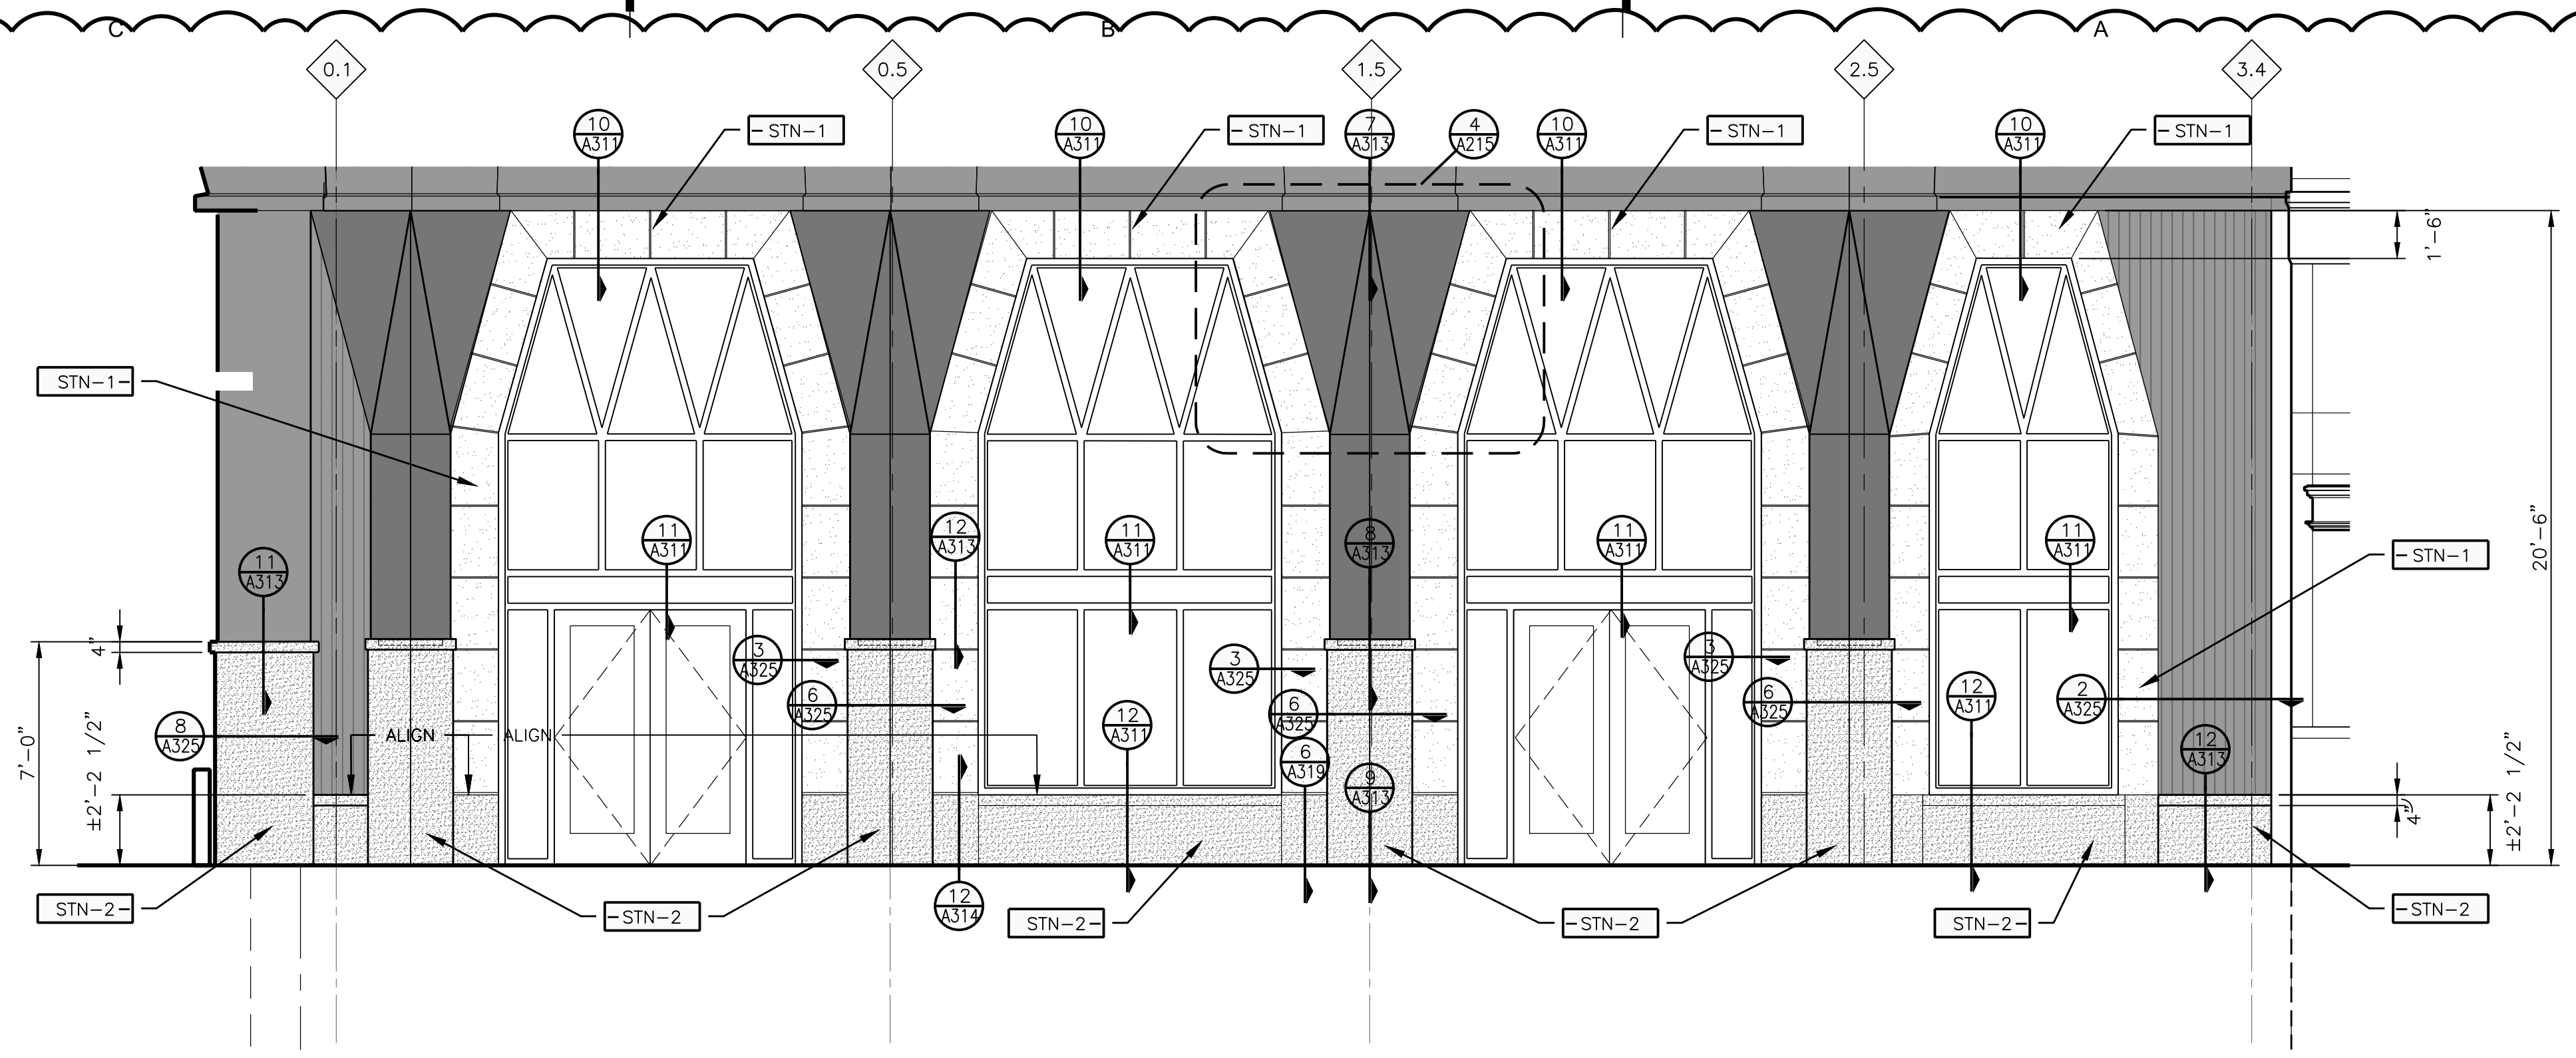 C
B
A
0.1
0.5
1.5
2.5
3.4
10
A311
– STN–1
10
A311
– STN–1
7
A313
4
A215
10
A311
– STN–1
10
A311
– STN–1
1'–6"
STN–1–
11
A313
11
A311
12
A313
11
A311
8
A313
11
A311
11
A311
– STN–1
20'–6"
4"
7'–0"
±2'–2 1/2"
8
A325
ALIGN
ALIGN
3
A325
6
A325
3
A325
6
A325
12
A311
6
A319
9
A313
3
A325
6
A325
12
A311
2
A325
12
A313
4"
±2'–2 1/2"
STN–2–
–STN–2
12
A314
STN–2–
–STN–2
STN–2–
–STN–2